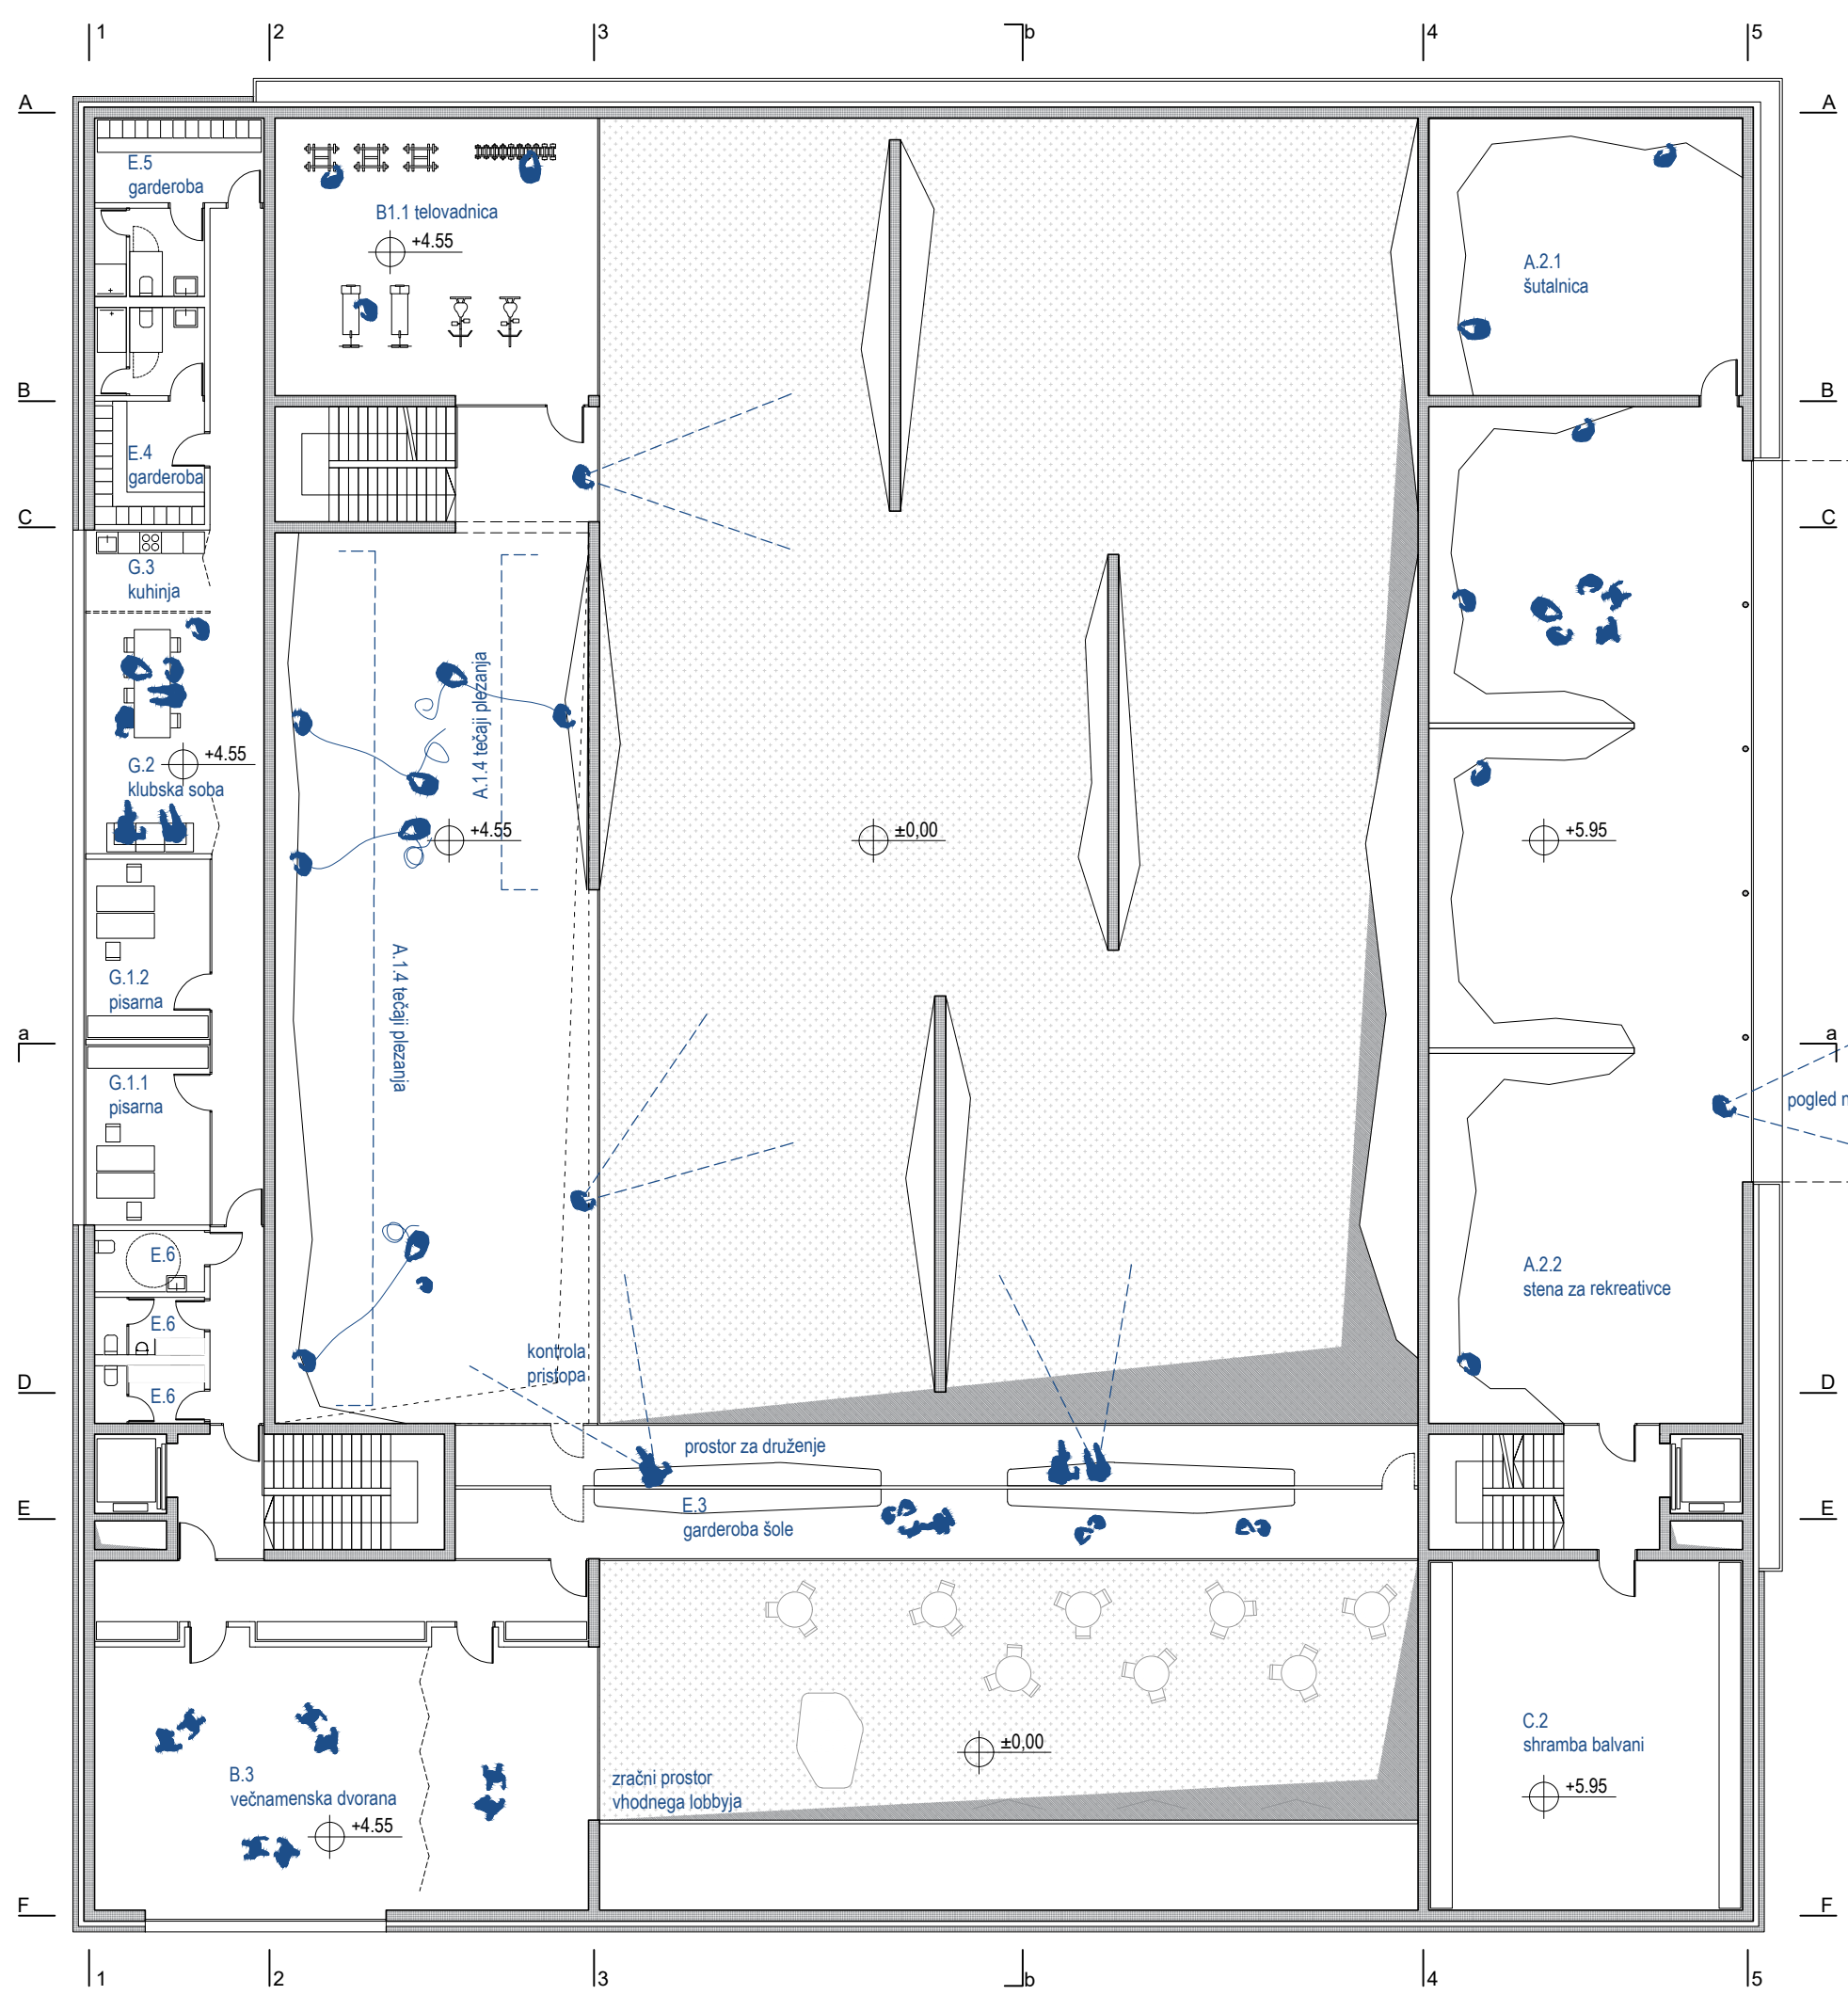 1
2
3
b
4
5
A
A
E.5
garderoba
B1.1 telovadnica
+4.55
A.2.1
šutalnica
B
B
E.4
garderoba
C
C
G.3
kuhinja
A.1.4 tečaji plezanja
+4.55
G.2
klubska soba
+4.55
±0,00
+5.95
A.1.4 tečaji plezanja
G.1.2
pisarna
a
a
G.1.1
pisarna
pogled n
E.6
A.2.2
stena za rekreativce
E.6
kontrola
pristopa
D
E.6
D
prostor za druženje
E
E.3
garderoba šole
E
C.2
shramba balvani
±0,00
B.3
večnamenska dvorana
zračni prostor
vhodnega lobbyja
+5.95
+4.55
F
F
1
2
3
b
4
5